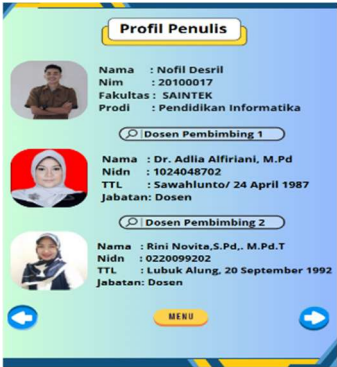 Profil Penulis
Nama : Nofil Desril
Nim : 20100017
Fakultas : SAINTEK
Prodi : Pendidikan Informatika
Dosen Pembimbing 1
Nama : Dr. Adlia Alfiriani, M.Pd
Nidn : 1024048702
TTL : Sawahlunto/ 24 April 1987
Jabatan: Dosen
Dosen Pembimbing 2
Nama : Rini Novita,S.Pd,. M.Pd.T
Nidn : 0220099202
TTL : Lubuk Alung, 20 September 1992
Jabatan: Dosen
MENU